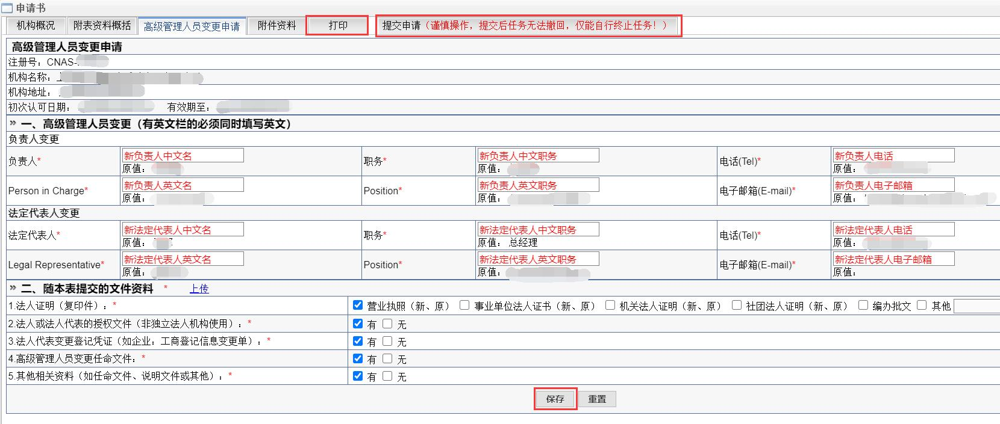 申请书
机构概况 附表资料概括 高级管理人员变更申请 附件资料 打印 提交申请（谨慎操作，提交后任务无法撤回，仅能自行终止任务！）
高级管理人员变更申请
注册号：CNAS-
机构名称：
机构地址：
初次认可日期： 有效期至：
» 一、高级管理人员变更（有英文栏的必须同时填写英文）
负责人变更
负责人* 新负责人中文名 职务* 新负责人中文职务 电话(Tel)* 新负责人电话
原值： 原值： 原值：
Person in Charge* 新负责人英文名 Position* 新负责人英文职务 电子邮箱(E-mail)* 新负责人电子邮箱
原值： 原值： 原值：
法定代表人变更
法定代表人* 新法定代表人中文名 职务* 新法定代表人中文职务 电话(Tel)* 新法定代表人电话
原值： 原值： 总经理 原值：
Legal Representative* 新法定代表人英文名 Position* 新法定代表人英文职务 电子邮箱(E-mail)* 新法定代表人电子邮箱
原值： 原值： 原值：
» 二、随本表提交的文件资料 * 上传
1.法人证明（复印件）：* 营业执照（新、原） 事业单位法人证书（新、原） 机关法人证明（新、原） 社团法人证明（新、原） 编办批文 其他
2.法人或法人代表的授权文件（非独立法人机构使用）：* 有 无
3.法人代表变更登记凭证（如企业：工商登记信息变更单）：* 有 无
4.高级管理人员变更任命文件：* 有 无
5.其他相关资料（如任命文件、说明文件或其他）：* 有 无
保存 重置